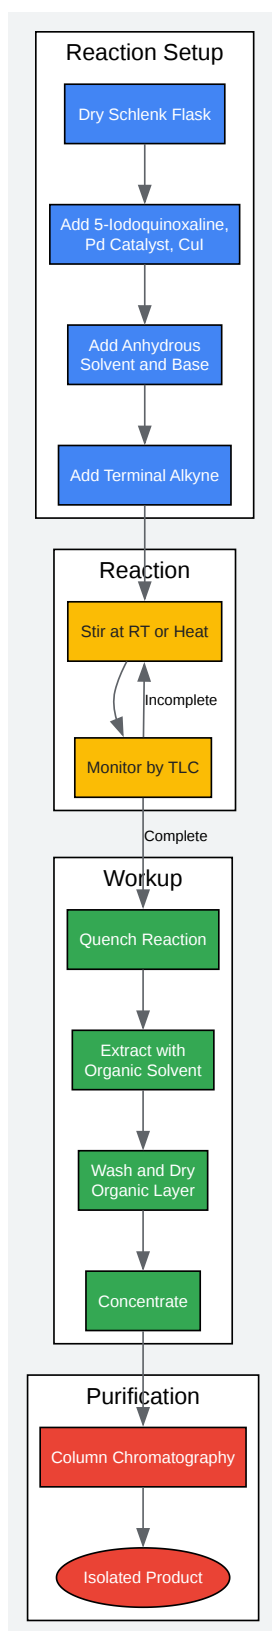 Reaction Setup
Dry Schlenk Flask
Add 5-Iodoquinoxaline,
Pd Catalyst, CuI
Add Anhydrous
Solvent and Base
Add Terminal Alkyne
Reaction
Stir at RT or Heat
Incomplete
Monitor by TLC
Complete
Workup
Quench Reaction
Extract with
Organic Solvent
Wash and Dry
Organic Layer
Concentrate
Purification
Column Chromatography
Isolated Product